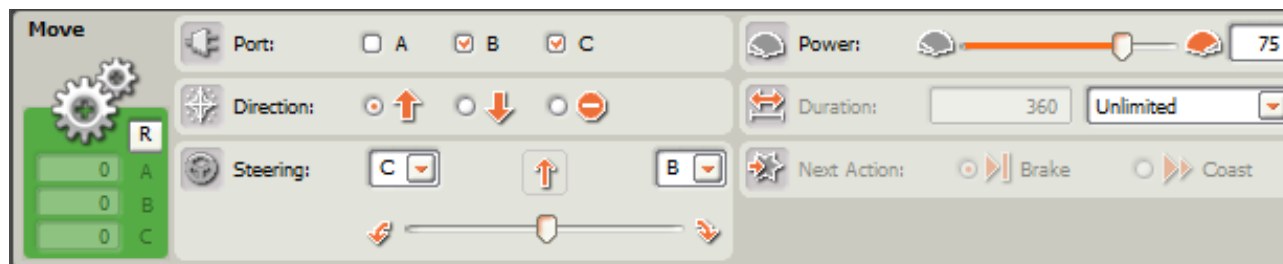 Move
Port: A B C
Power: 75
Direction:
Duration: 360 Unlimited
R
Steering: C B
Next Action: Brake Coast
0 A
0 B
0 C